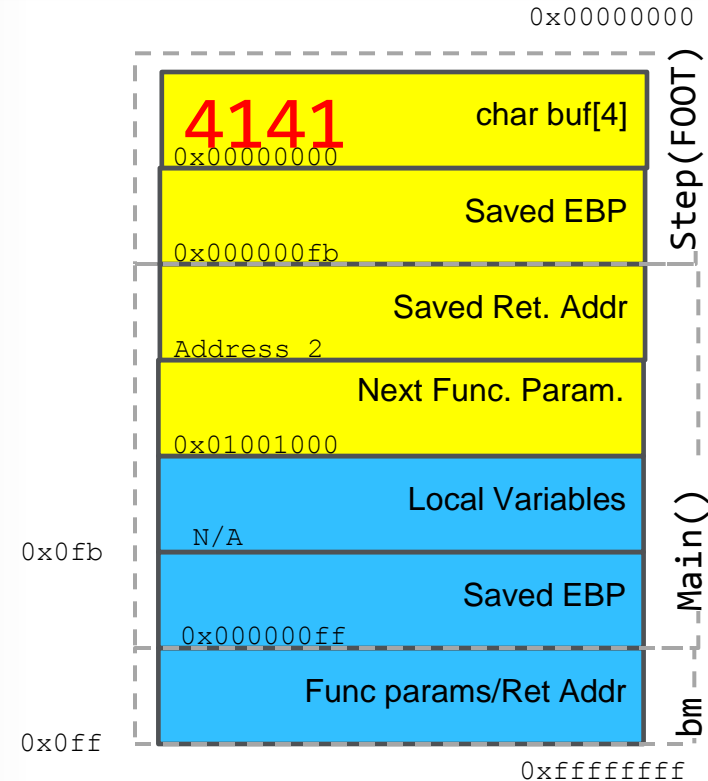 0x00000000
4141
char buf[4]
0x00000000
Saved EBP
0x000000fb
Step(FOOT)
Saved Ret. Addr
Address 2
Next Func. Param.
0x01001000
Local Variables
N/A
0x0fb
Saved EBP
0x000000ff
Main()
Func params/Ret Addr
bm
0x0ff
0xffffffff